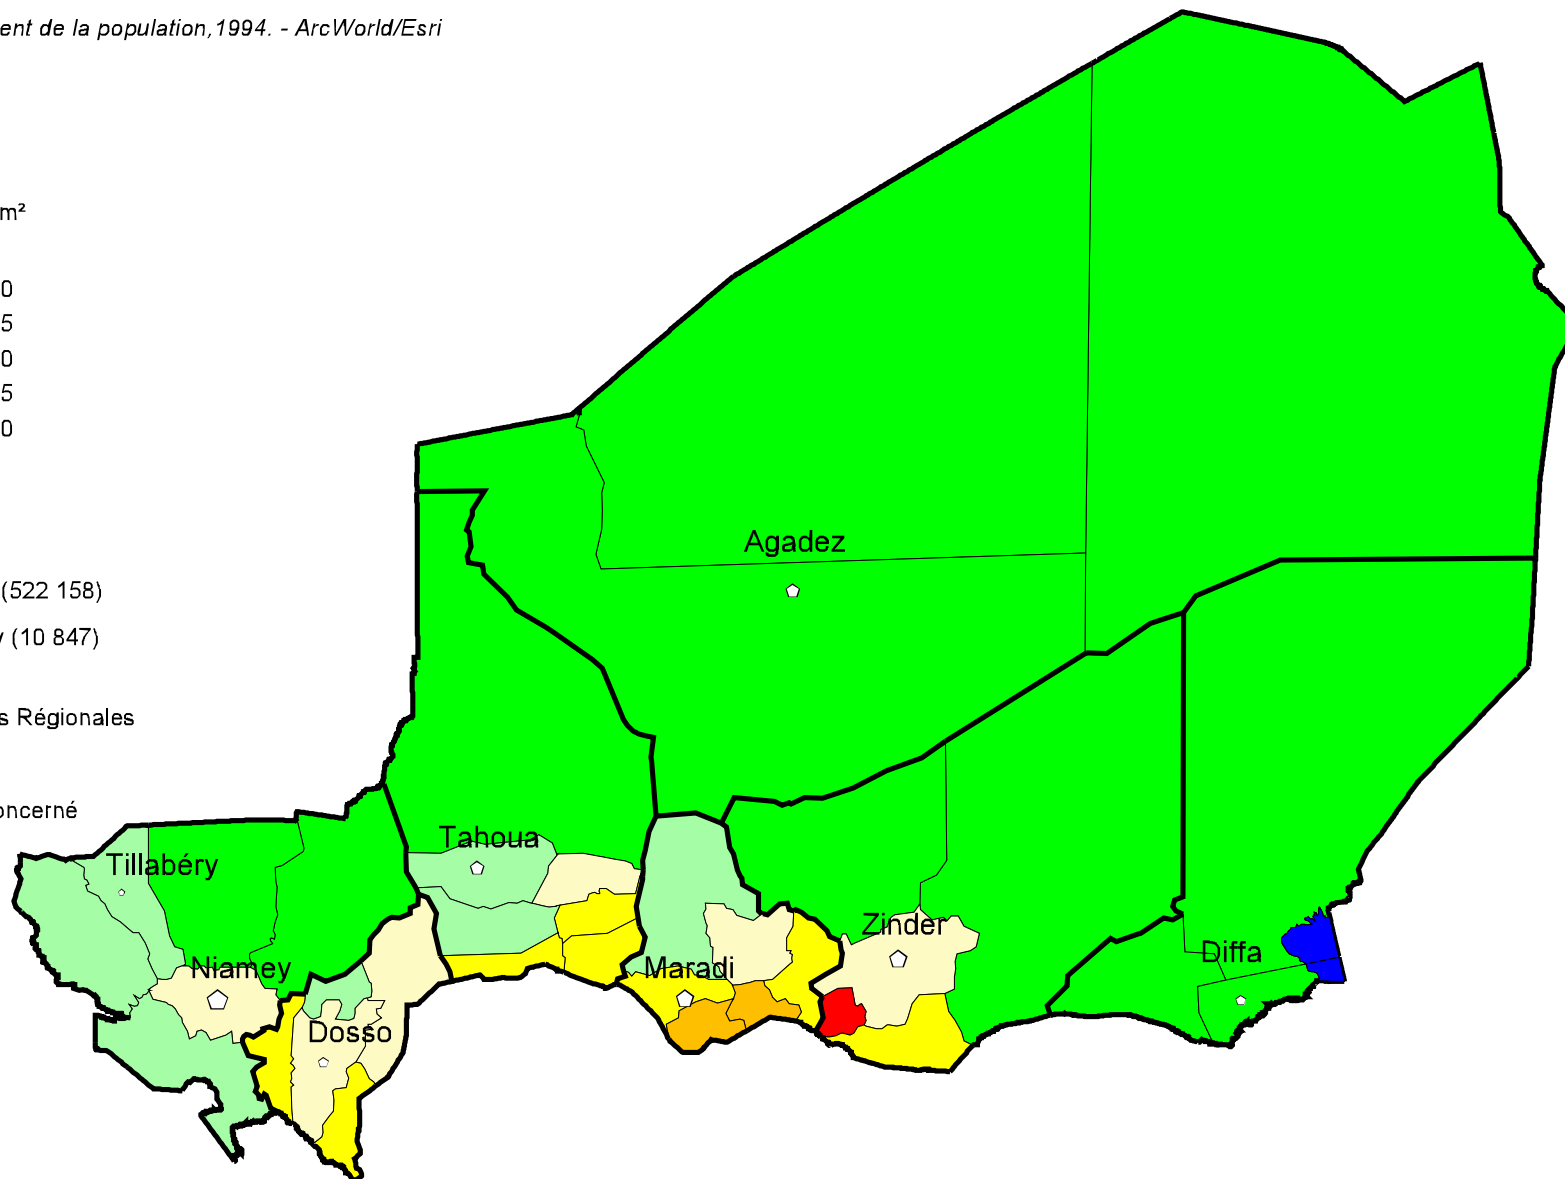 ent de la population,1994. - ArcWorld/Esri
m²
0
5
0
5
0
(522 158)
(10 847)
s Régionales
oncerné
Agadez
Tahoua
Tillabéry
Zinder
Diffa
Niamey
Maradi
Dosso